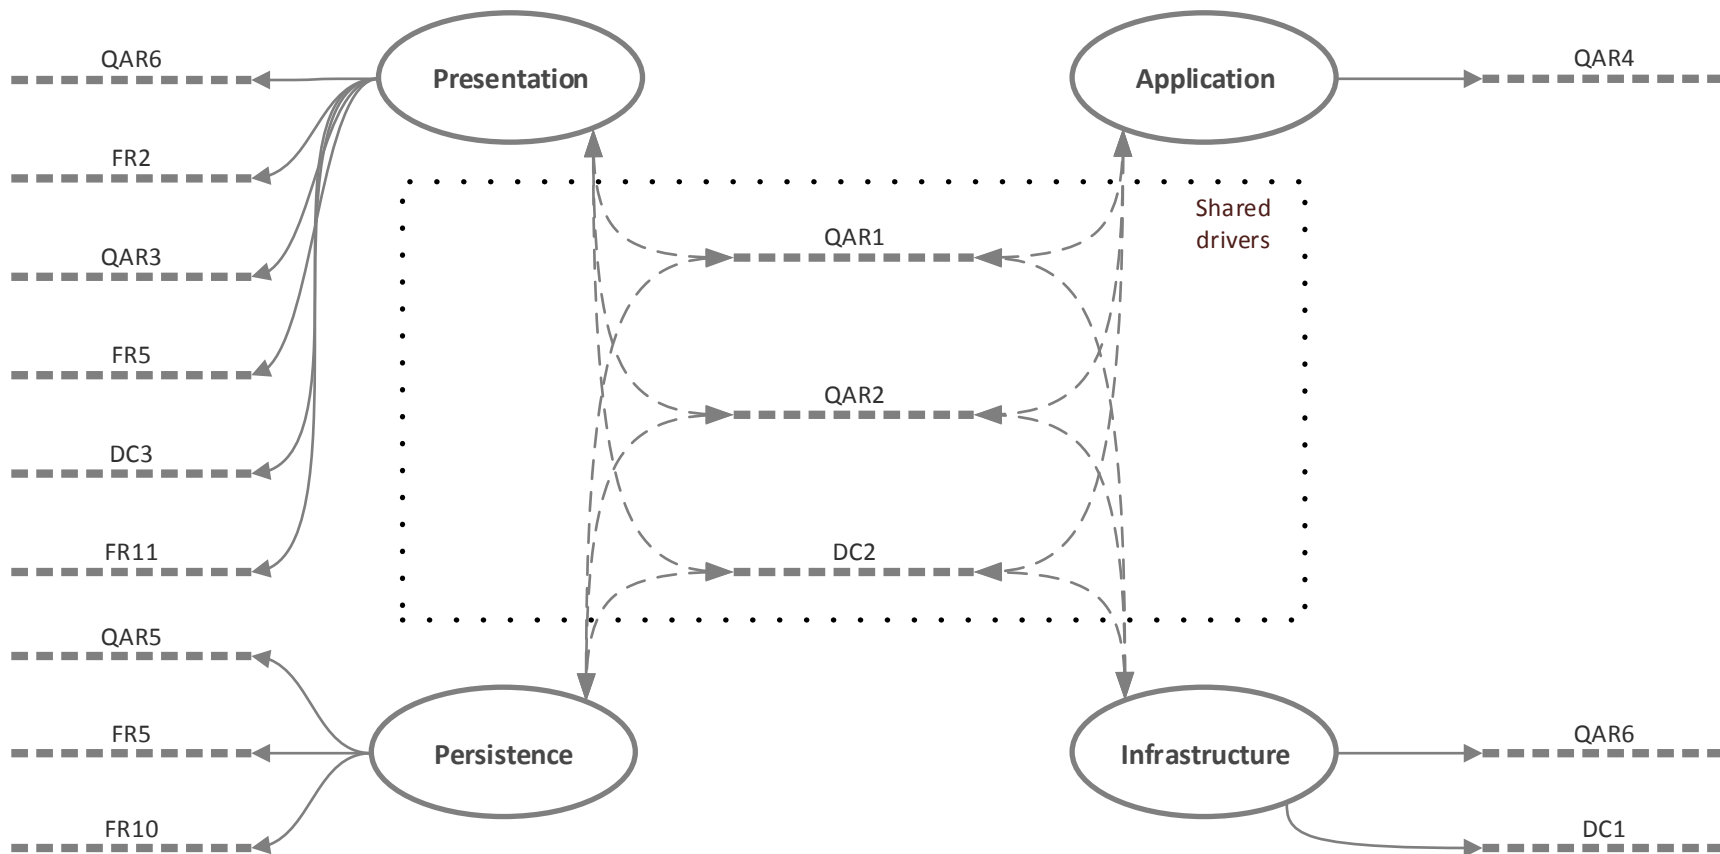 QAR6
Presentation
Application
QAR4
FR2
Shared
drivers
QAR1
QAR3
FR5
QAR2
DC3
FR11
DC2
QAR5
FR5
Persistence
Infrastructure
QAR6
FR10
DC1